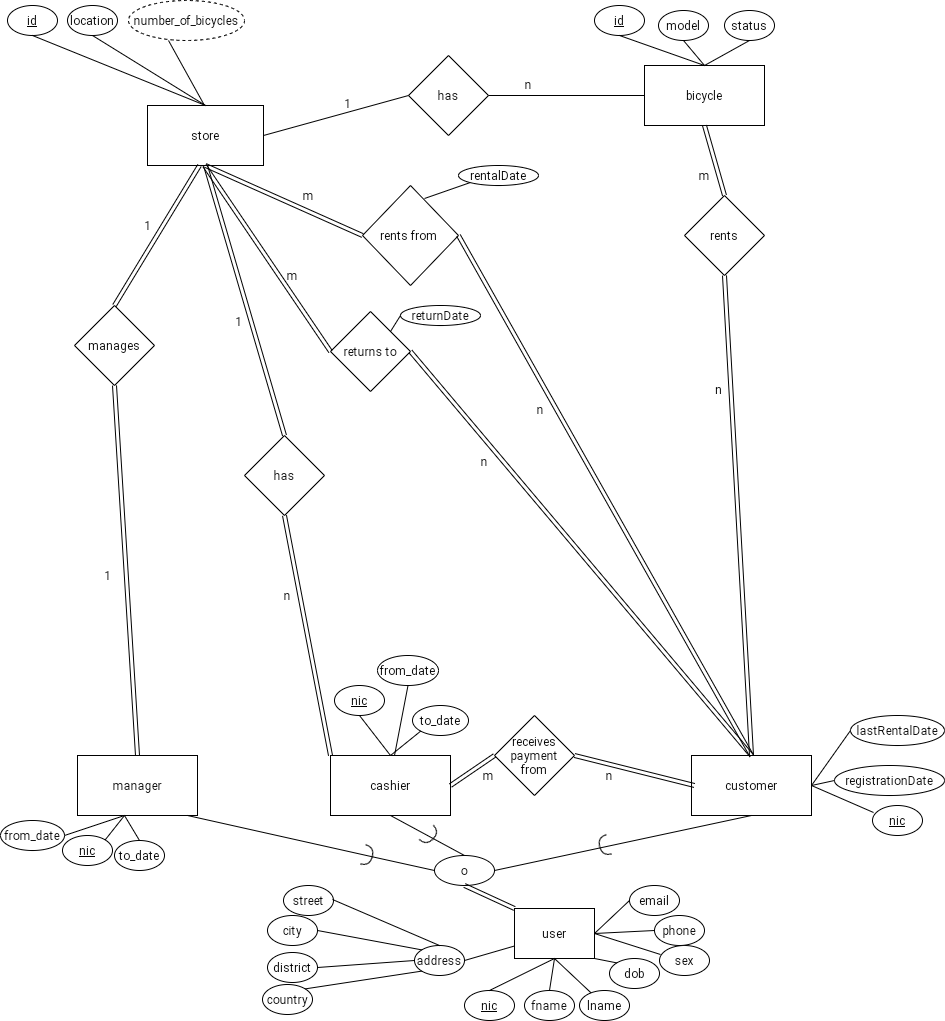 id
location
number_of_bicycles
id
model
status
has
1
n
store
bicycle
rentalDate
m
m
1
rents from
rents
m
returnDate
1
manages
returns to
n
n
n
has
1
n
from_date
nic
to_date
lastRentalDate
receives
payment
from
m
n
manager
cashier
customer
registrationDate
nic
from_date
nic
to_date
o
street
city
district
country
address
user
email
phone
sex
dob
nic
fname
lname